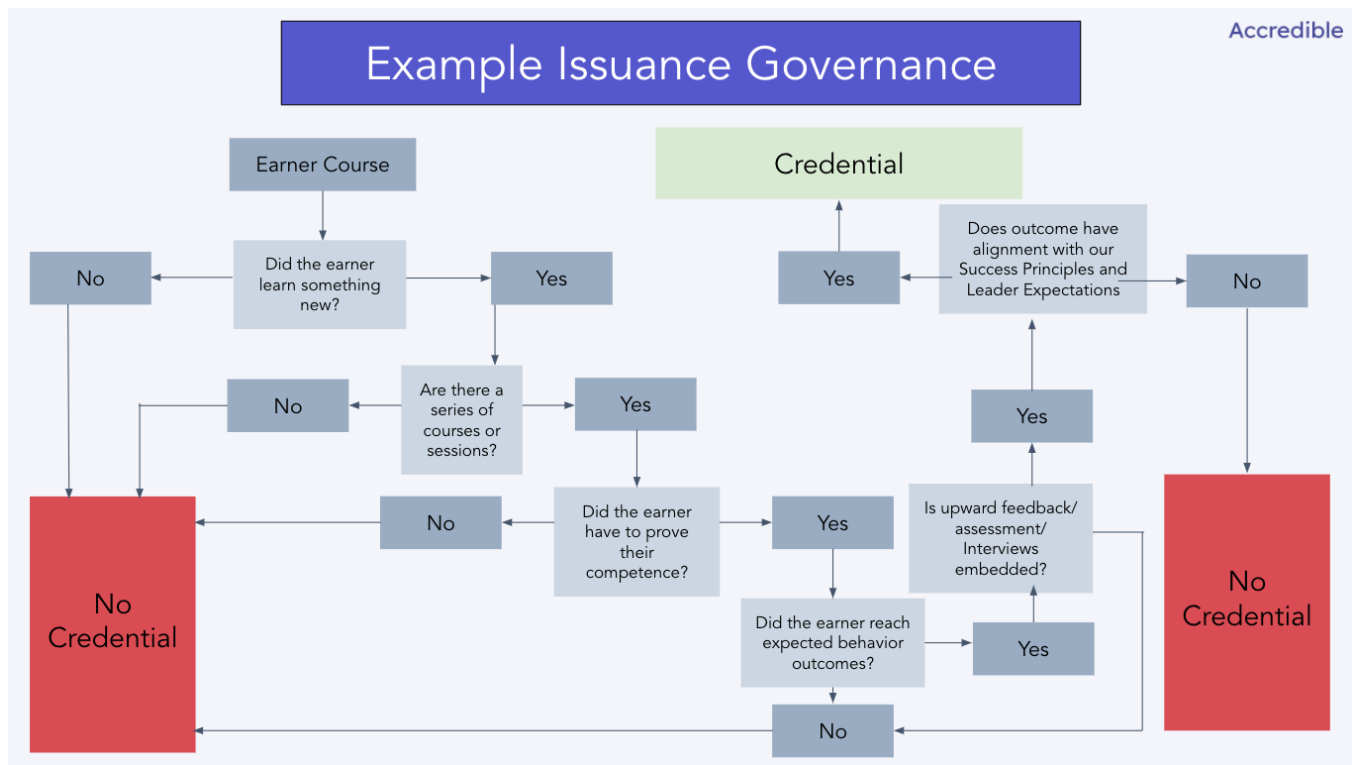 Accredible
Example Issuance Governance
Earner Course
Credential
Did the earner
learn something
new?
No
Yes
Does outcome have
alignment with our
Success Principles and
Leader Expectations
Yes
No
Are there a
series of
courses or
sessions?
No
Yes
Yes
Did the earner
have to prove
their
competence?
No
Yes
Is upward feedback/
assessment/
Interviews
embedded?
No
Credential
No
Credential
Did the earner reach
expected behavior
outcomes?
Yes
No